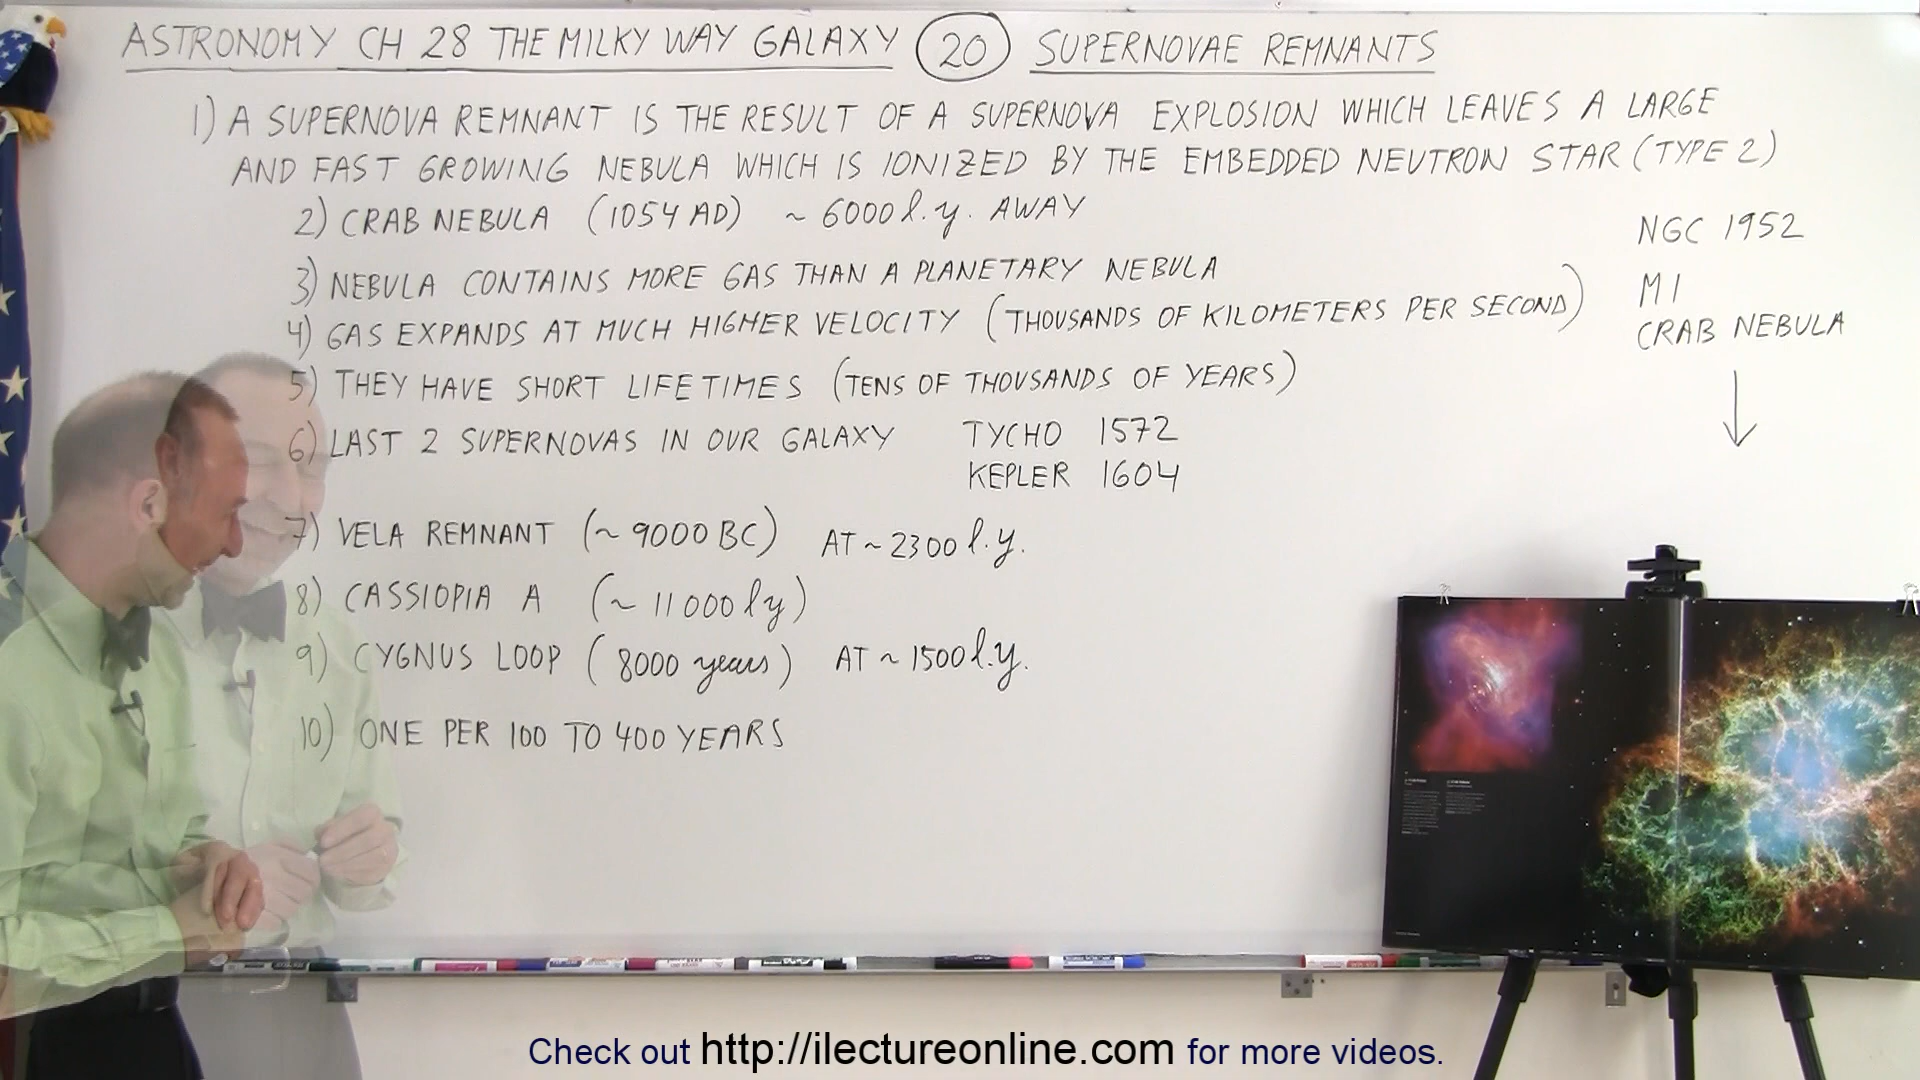 ASTRONOMY CH 28 THE MILKY WAY GALAXY 20 SUPERNOVAE REMNANTS
1) A SUPERNOVA REMNANT IS THE RESULT OF A SUPERNOVA EXPLOSION WHICH LEAVES A LARGE
AND FAST GROWING NEBULA WHICH IS IONIZED BY THE EMBEDDED NEUTRON STAR (TYPE 2)
2) CRAB NEBULA (1054 AD) ~ 6000 l.y. AWAY
3) NEBULA CONTAINS MORE GAS THAN A PLANETARY NEBULA
4) GAS EXPANDS AT MUCH HIGHER VELOCITY (THOUSANDS OF KILOMETERS PER SECOND)
5) THEY HAVE SHORT LIFETIMES (TENS OF THOUSANDS OF YEARS)
6) LAST 2 SUPERNOVAS IN OUR GALAXY TYCHO 1572
KEPLER 1604
7) VELA REMNANT (~ 9000 BC) AT ~ 2300 l.y.
8) CASSIOPIA A (~ 11000 ly)
9) CYGNUS LOOP (8000 years) AT ~ 1500 l.y.
10) ONE PER 100 TO 400 YEARS
NGC 1952
M1
CRAB NEBULA
Check out http://ilectureonline.com for more videos.